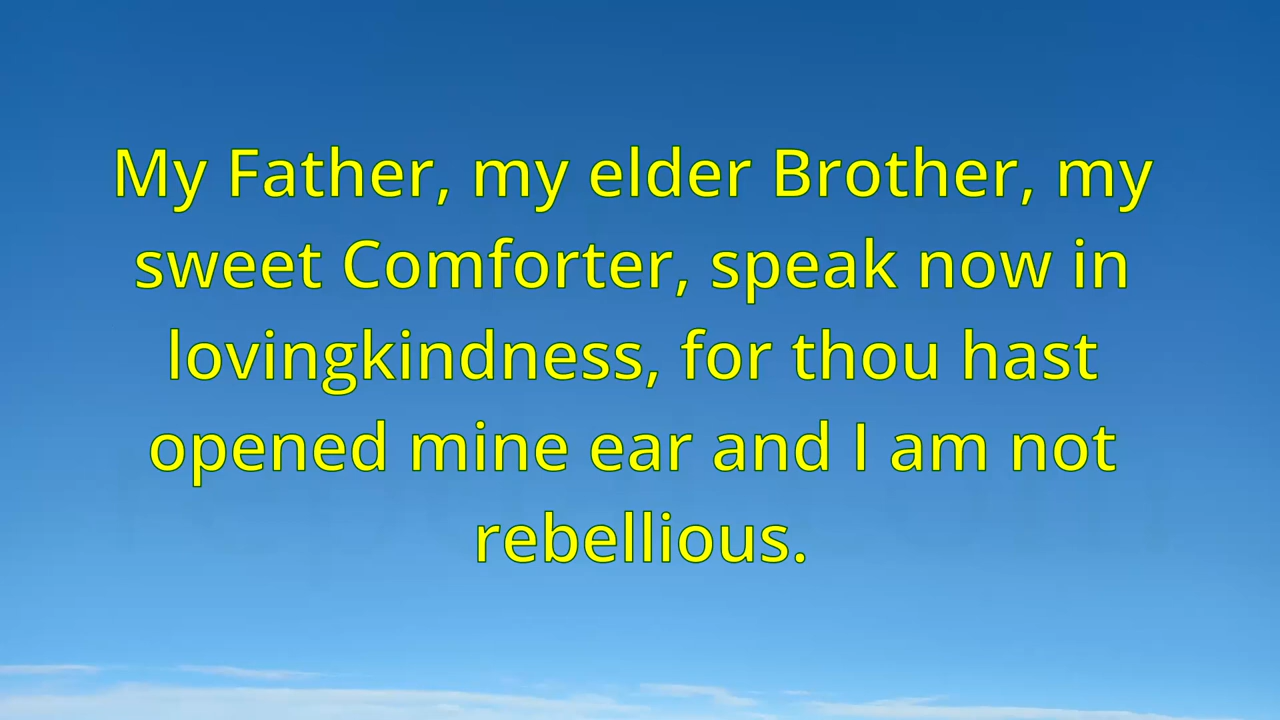 My Father, my elder Brother, my
sweet Comforter, speak now in
lovingkindness, for thou hast
opened mine ear and I am not
rebellious.